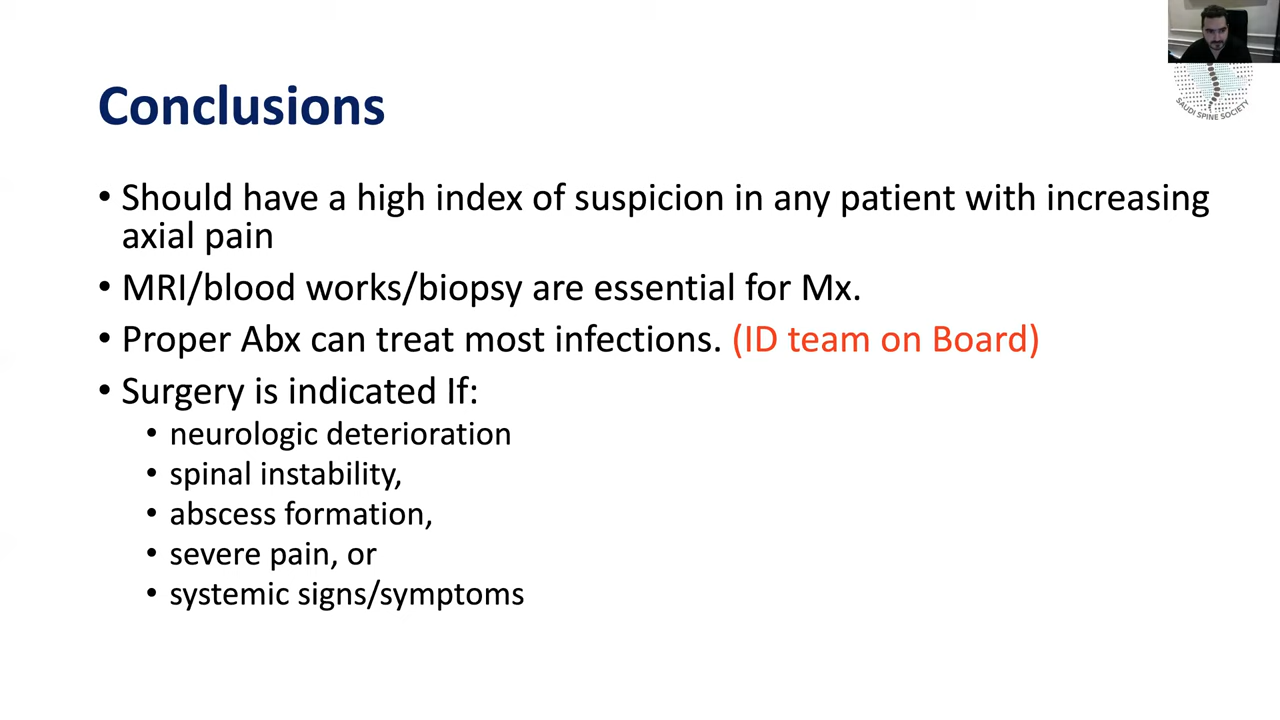 SAUDI SPINE SOCIETY
Conclusions
• Should have a high index of suspicion in any patient with increasing
axial pain
• MRI/blood works/biopsy are essential for Mx.
• Proper Abx can treat most infections. (ID team on Board)
• Surgery is indicated If:
• neurologic deterioration
• spinal instability,
• abscess formation,
• severe pain, or
• systemic signs/symptoms